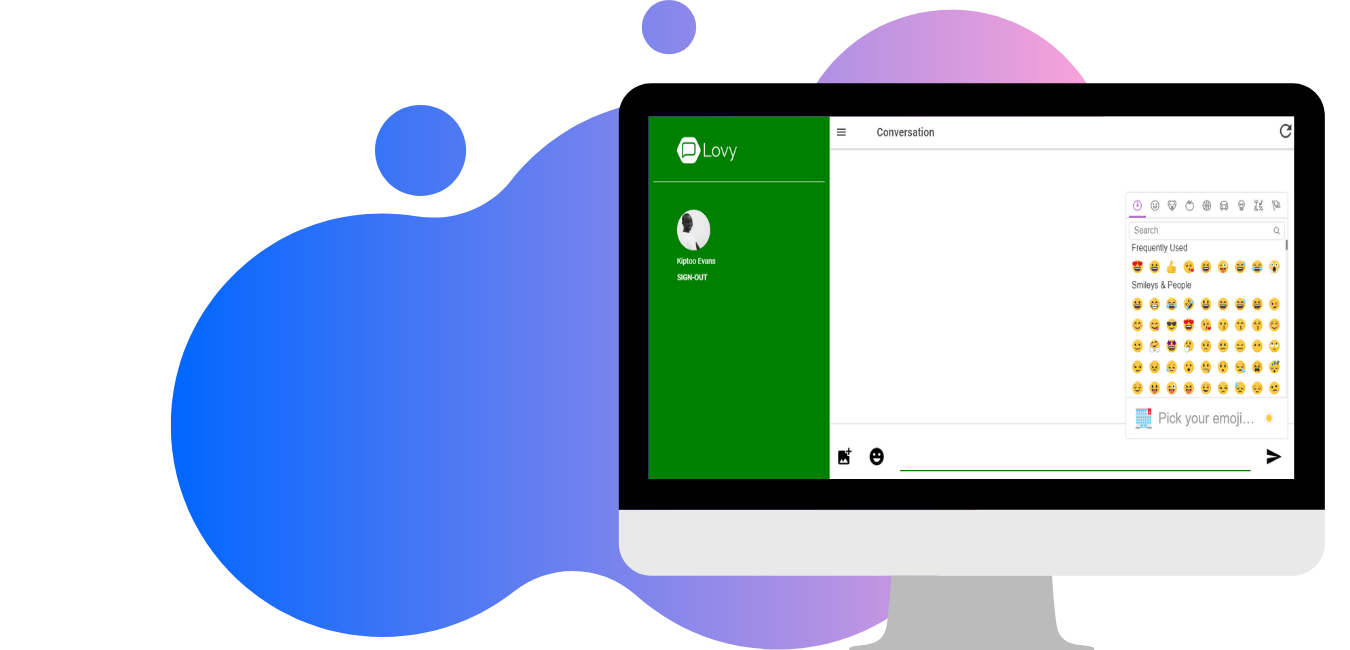 Lovy
Kiptoo Evans
SIGN-OUT
Conversation
Search
Frequently Used
Smileys & People
Pick your emoji...